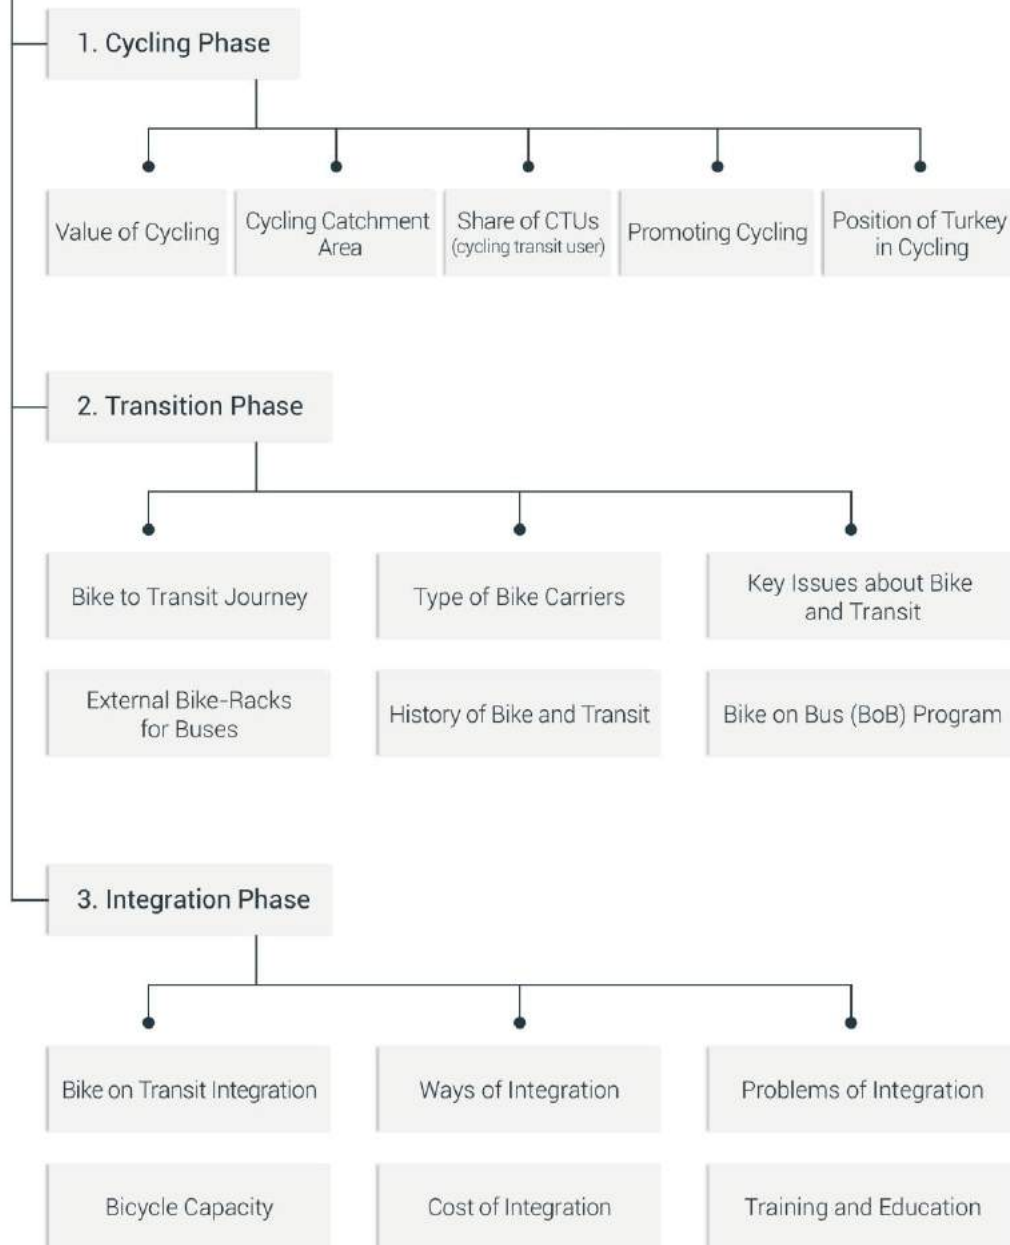 1. Cycling Phase
Value of Cycling
Cycling Catchment
Area
Share of CTUs
(cycling transit user)
Promoting Cycling
Position of Turkey
in Cycling
2. Transition Phase
Bike to Transit Journey
Type of Bike Carriers
Key Issues about Bike
and Transit
External Bike-Racks
for Buses
History of Bike and Transit
Bike on Bus (BoB) Program
3. Integration Phase
Bike on Transit Integration
Ways of Integration
Problems of Integration
Bicycle Capacity
Cost of Integration
Training and Education